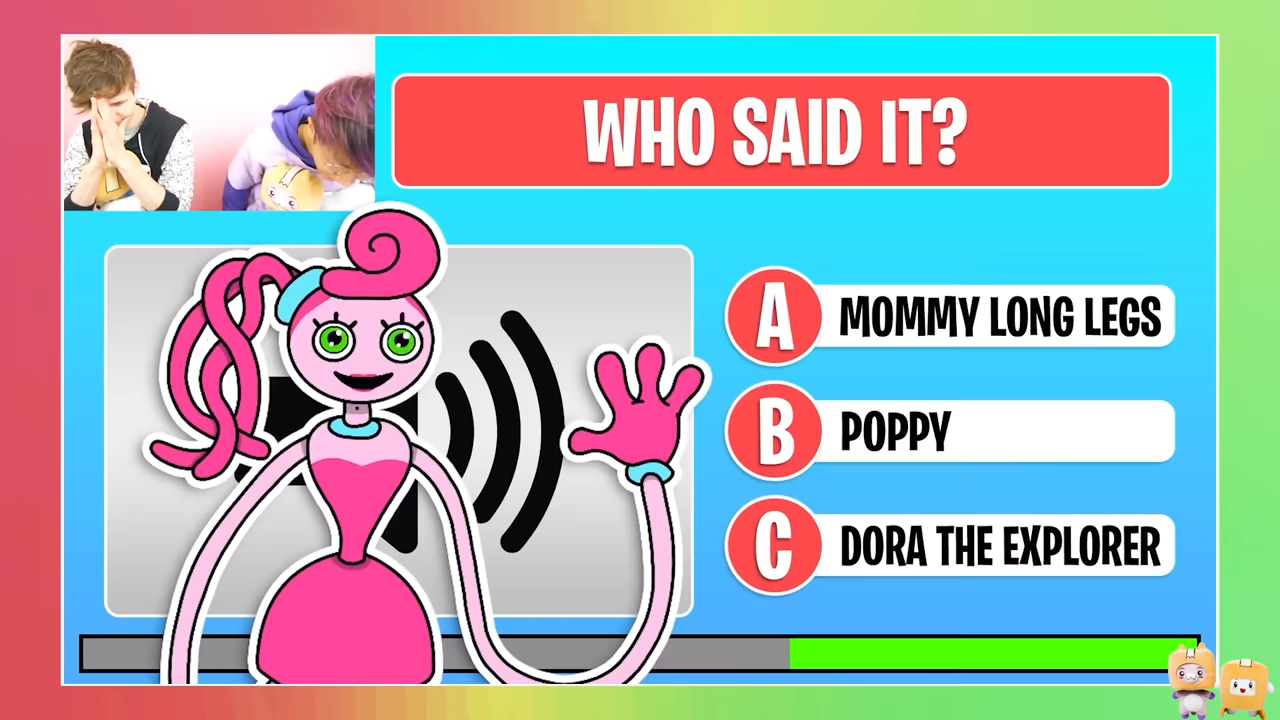 WHO SAID IT?
A MOMMY LONG LEGS
B POPPY
C DORA THE EXPLORER